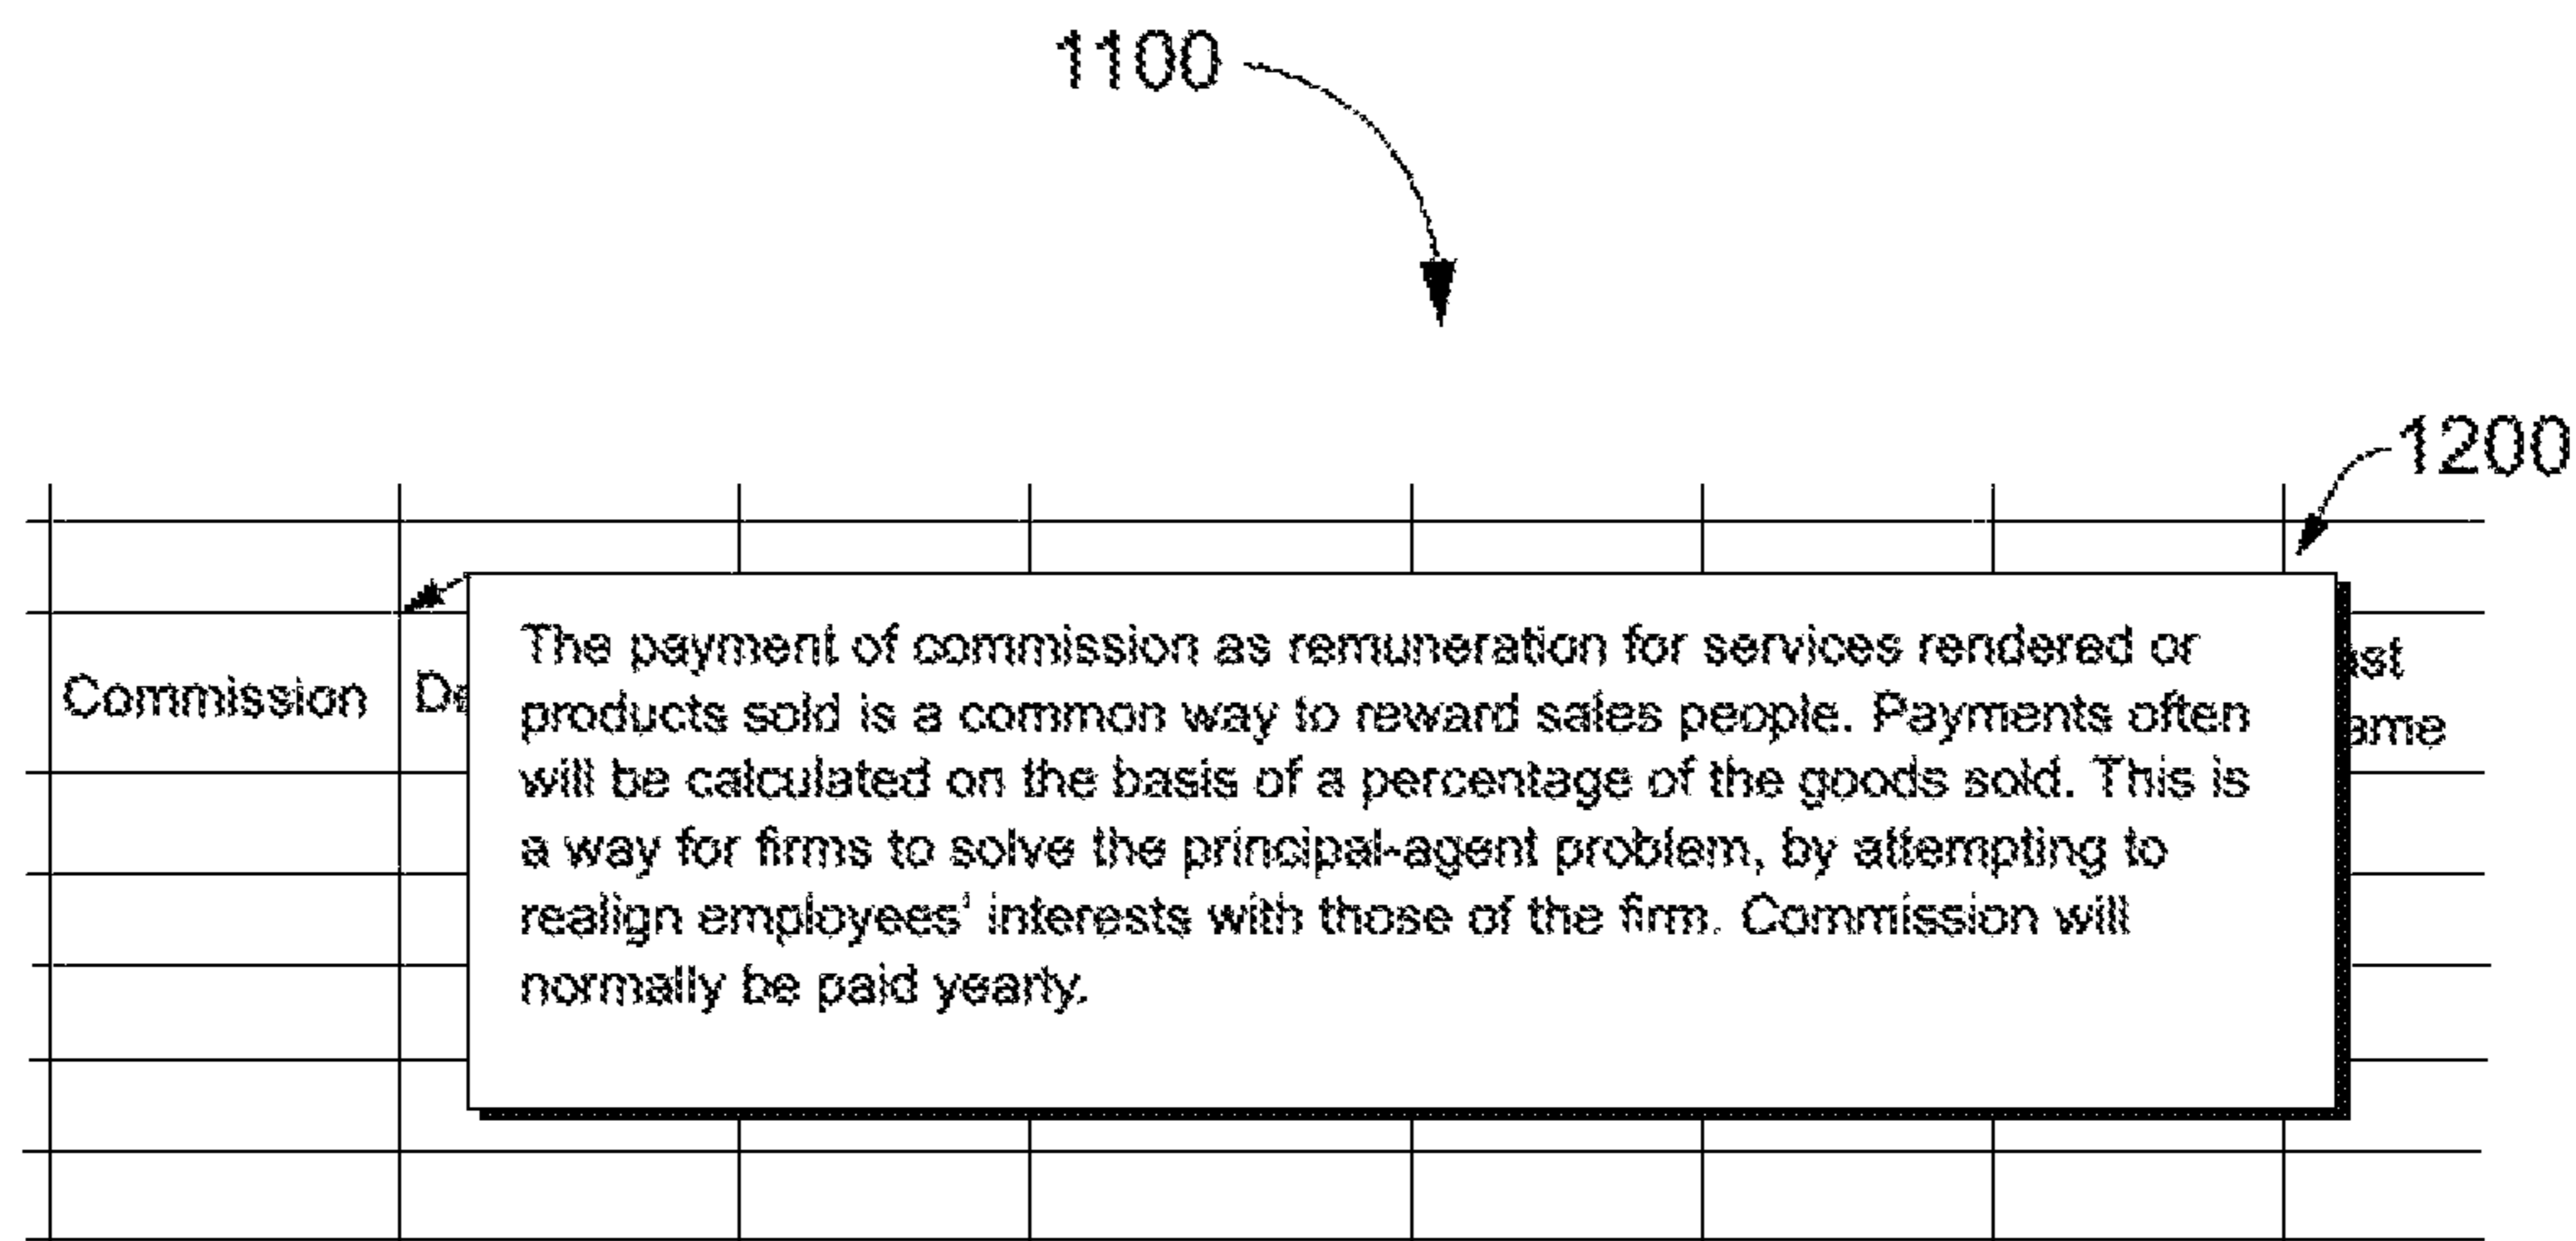 1100
1200
The payment of commission as remuneration for services rendered or
products sold is a common way to reward sales people. Payments often
will be calculated on the basis of a percentage of the goods sold. This is
a way for firms to solve the principal-agent problem, by attempting to
realign employees' interests with those of the firm. Commission will
normally be paid yearly.
Commission